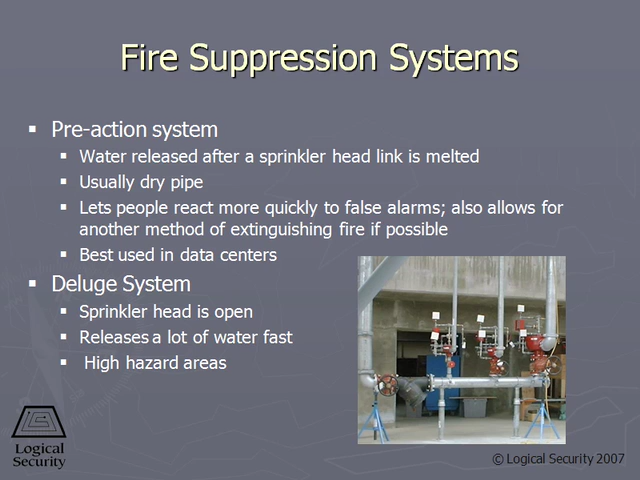 Fire Suppression Systems
▪ Pre-action system
▪ Water released after a sprinkler head link is melted
▪ Usually dry pipe
▪ Lets people react more quickly to false alarms; also allows for
another method of extinguishing fire if possible
▪ Best used in data centers
▪ Deluge System
▪ Sprinkler head is open
▪ Releases a lot of water fast
▪ High hazard areas
Logical
Security
© Logical Security 2007